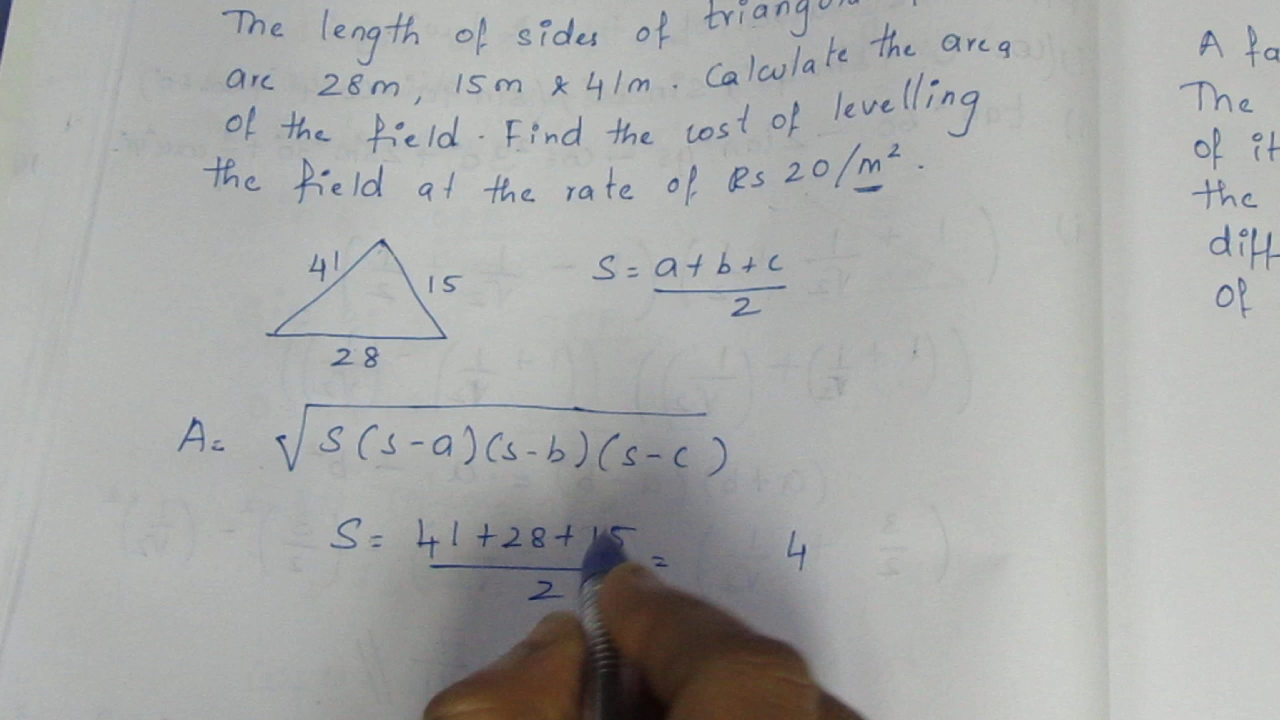 The length of sides of
are 28m, 15m & 41m. Calculate the area
of the field. Find the cost of levelling
the field at the rate of Rs 20/m².
41
15
28
S = a+b+c
2
A = √S(s-a)(s-b)(s-c)
S = 41+28+15 =
2
4
A
The
of
the
of